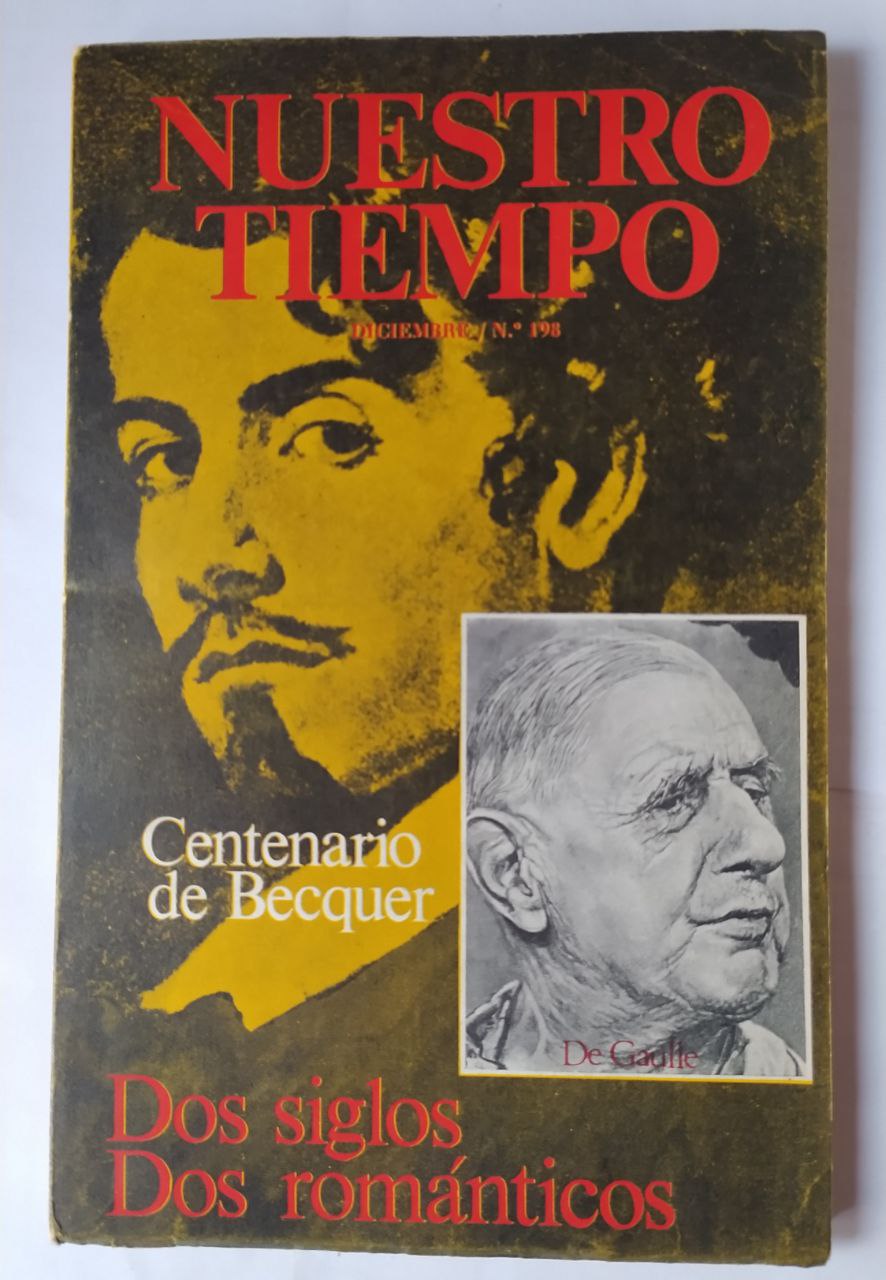 NUESTRO
TIEMPO
DICIEMBRE / N.º 198
Centenario
de Becquer
De Gaulle
Dos siglos
Dos románticos